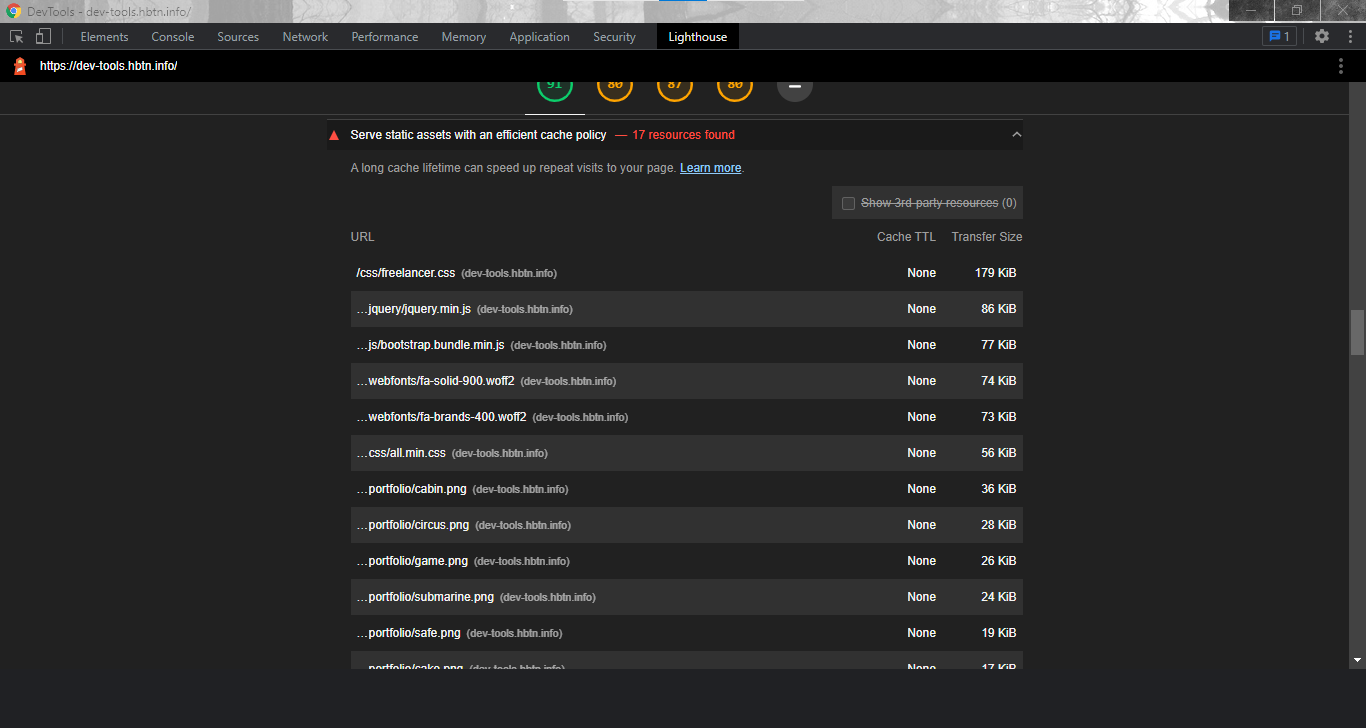 DevTools - dev-tools.hbtn.info/
Elements Console Sources Network Performance Memory Application Security Lighthouse 1
https://dev-tools.hbtn.info/
91 80 87 80
Serve static assets with an efficient cache policy — 17 resources found
A long cache lifetime can speed up repeat visits to your page. Learn more.
Show 3rd-party resources (0)
URL Cache TTL Transfer Size
/css/freelancer.css (dev-tools.hbtn.info) None 179 KiB
…jquery/jquery.min.js (dev-tools.hbtn.info) None 86 KiB
…js/bootstrap.bundle.min.js (dev-tools.hbtn.info) None 77 KiB
…webfonts/fa-solid-900.woff2 (dev-tools.hbtn.info) None 74 KiB
…webfonts/fa-brands-400.woff2 (dev-tools.hbtn.info) None 73 KiB
…css/all.min.css (dev-tools.hbtn.info) None 56 KiB
…portfolio/cabin.png (dev-tools.hbtn.info) None 36 KiB
…portfolio/circus.png (dev-tools.hbtn.info) None 28 KiB
…portfolio/game.png (dev-tools.hbtn.info) None 26 KiB
…portfolio/submarine.png (dev-tools.hbtn.info) None 24 KiB
…portfolio/safe.png (dev-tools.hbtn.info) None 19 KiB
…portfolio/cake.png (dev-tools.hbtn.info) None 17 KiB